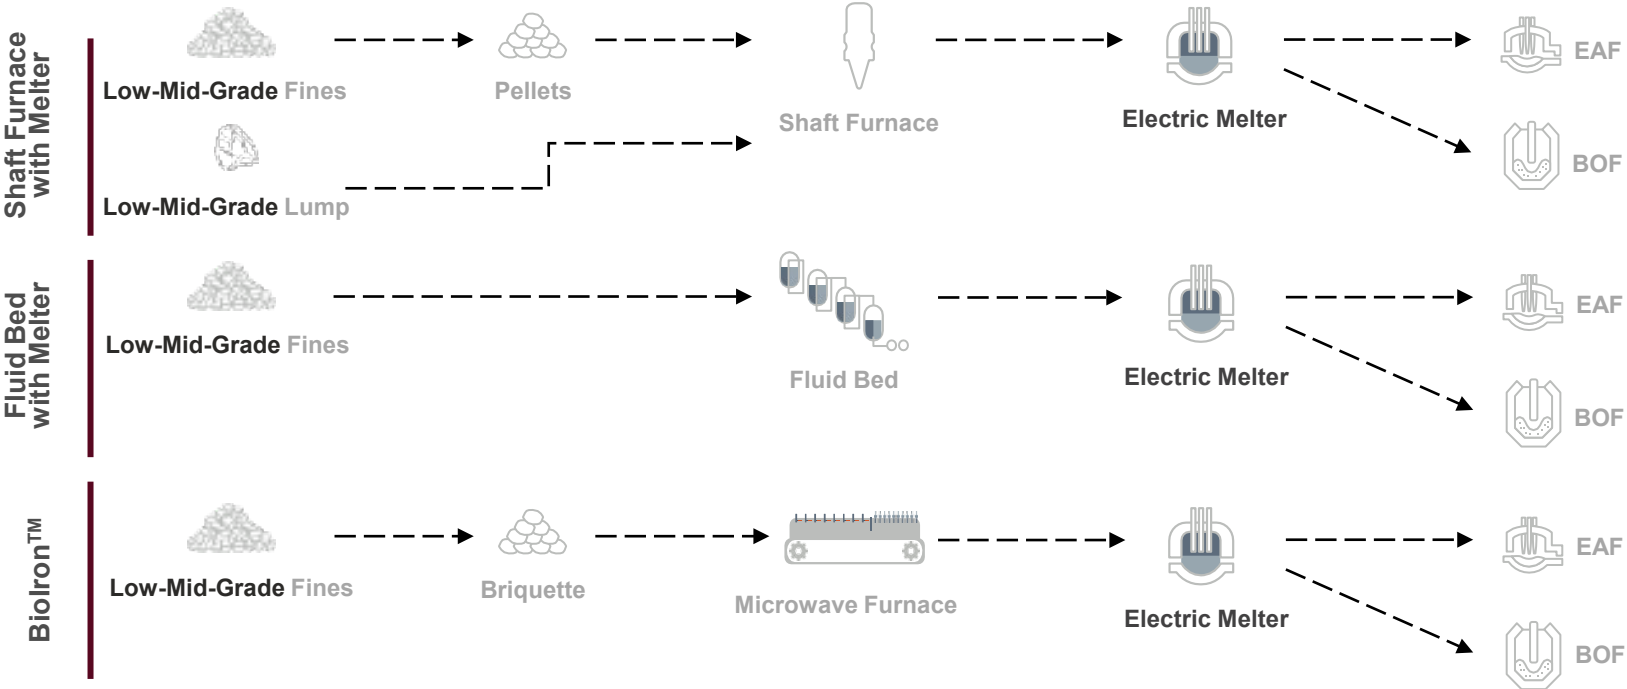 Shaft Furnace
with Melter
Low-Mid-Grade Fines
Pellets
Shaft Furnace
Electric Melter
EAF
BOF
Low-Mid-Grade Lump
Fluid Bed
with Melter
Low-Mid-Grade Fines
Fluid Bed
Electric Melter
EAF
BOF
BioIron™
Low-Mid-Grade Fines
Briquette
Microwave Furnace
Electric Melter
EAF
BOF